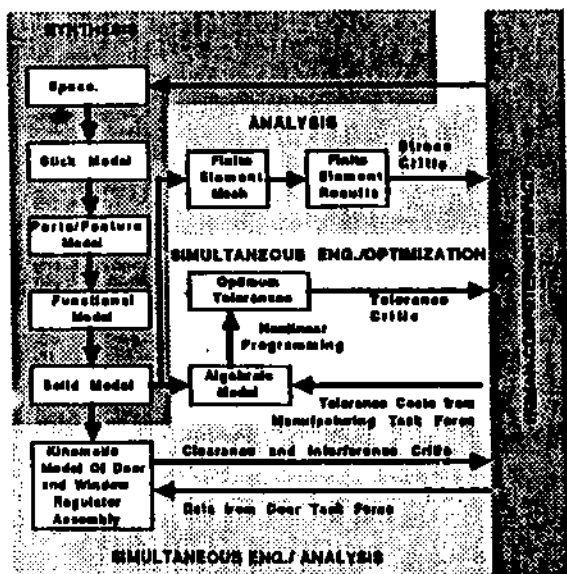 SYNTHESIS
Specs.
Stick Model
Parts/Feature
Model
Functional
Model
Solid Model
Kinematic
Model Of Door
and Window
Regulator
Assembly
ANALYSIS
Finite
Element
Mesh
Finite
Element
Results
Stress
Critic
SIMULTANEOUS ENG./OPTIMIZATION
Optimum
Tolerances
Tolerance
Critic
Nonlinear
Programming
Algebraic
Model
Tolerance Costs from
Manufacturing Task Force
Clearance and Interference Critic
Data from Door Task Force
SIMULTANEOUS ENG./ ANALYSIS